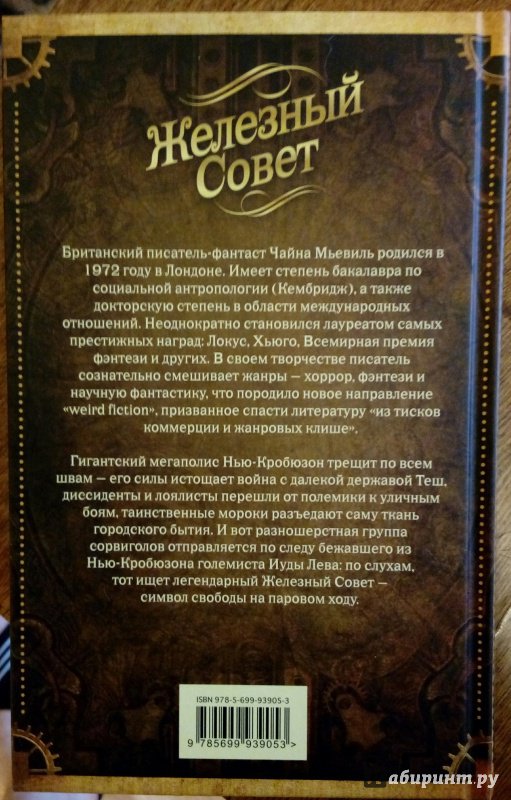 Железный
Совет
Британский писатель-фантаст Чайна Мьевиль родился в
1972 году в Лондоне. Имеет степень бакалавра по
социальной антропологии (Кембридж), а также
докторскую степень в области международных
отношений. Неоднократно становился лауреатом самых
престижных наград: Локус, Хьюго, Всемирная премия
фэнтези и других. В своем творчестве писатель
сознательно смешивает жанры — хоррор, фэнтези и
научную фантастику, что породило новое направление
«weird fiction», призванное спасти литературу «из тисков
коммерции и жанровых клише».
Гигантский мегаполис Нью-Кробюзон трещит по всем
швам — его силы истощает война с далекой державой Теш,
диссиденты и лоялисты перешли от полемики к уличным
боям, таинственные мороки разъедают саму ткань
городского бытия. И вот разношерстная группа
сорвиголов отправляется по следу бежавшего из
Нью-Кробюзона големиста Иуды Лева: по слухам,
тот ищет легендарный Железный Совет —
символ свободы на паровом ходу.
ISBN 978-5-699-93905-3
9 785699 939053>
абиринт.ру